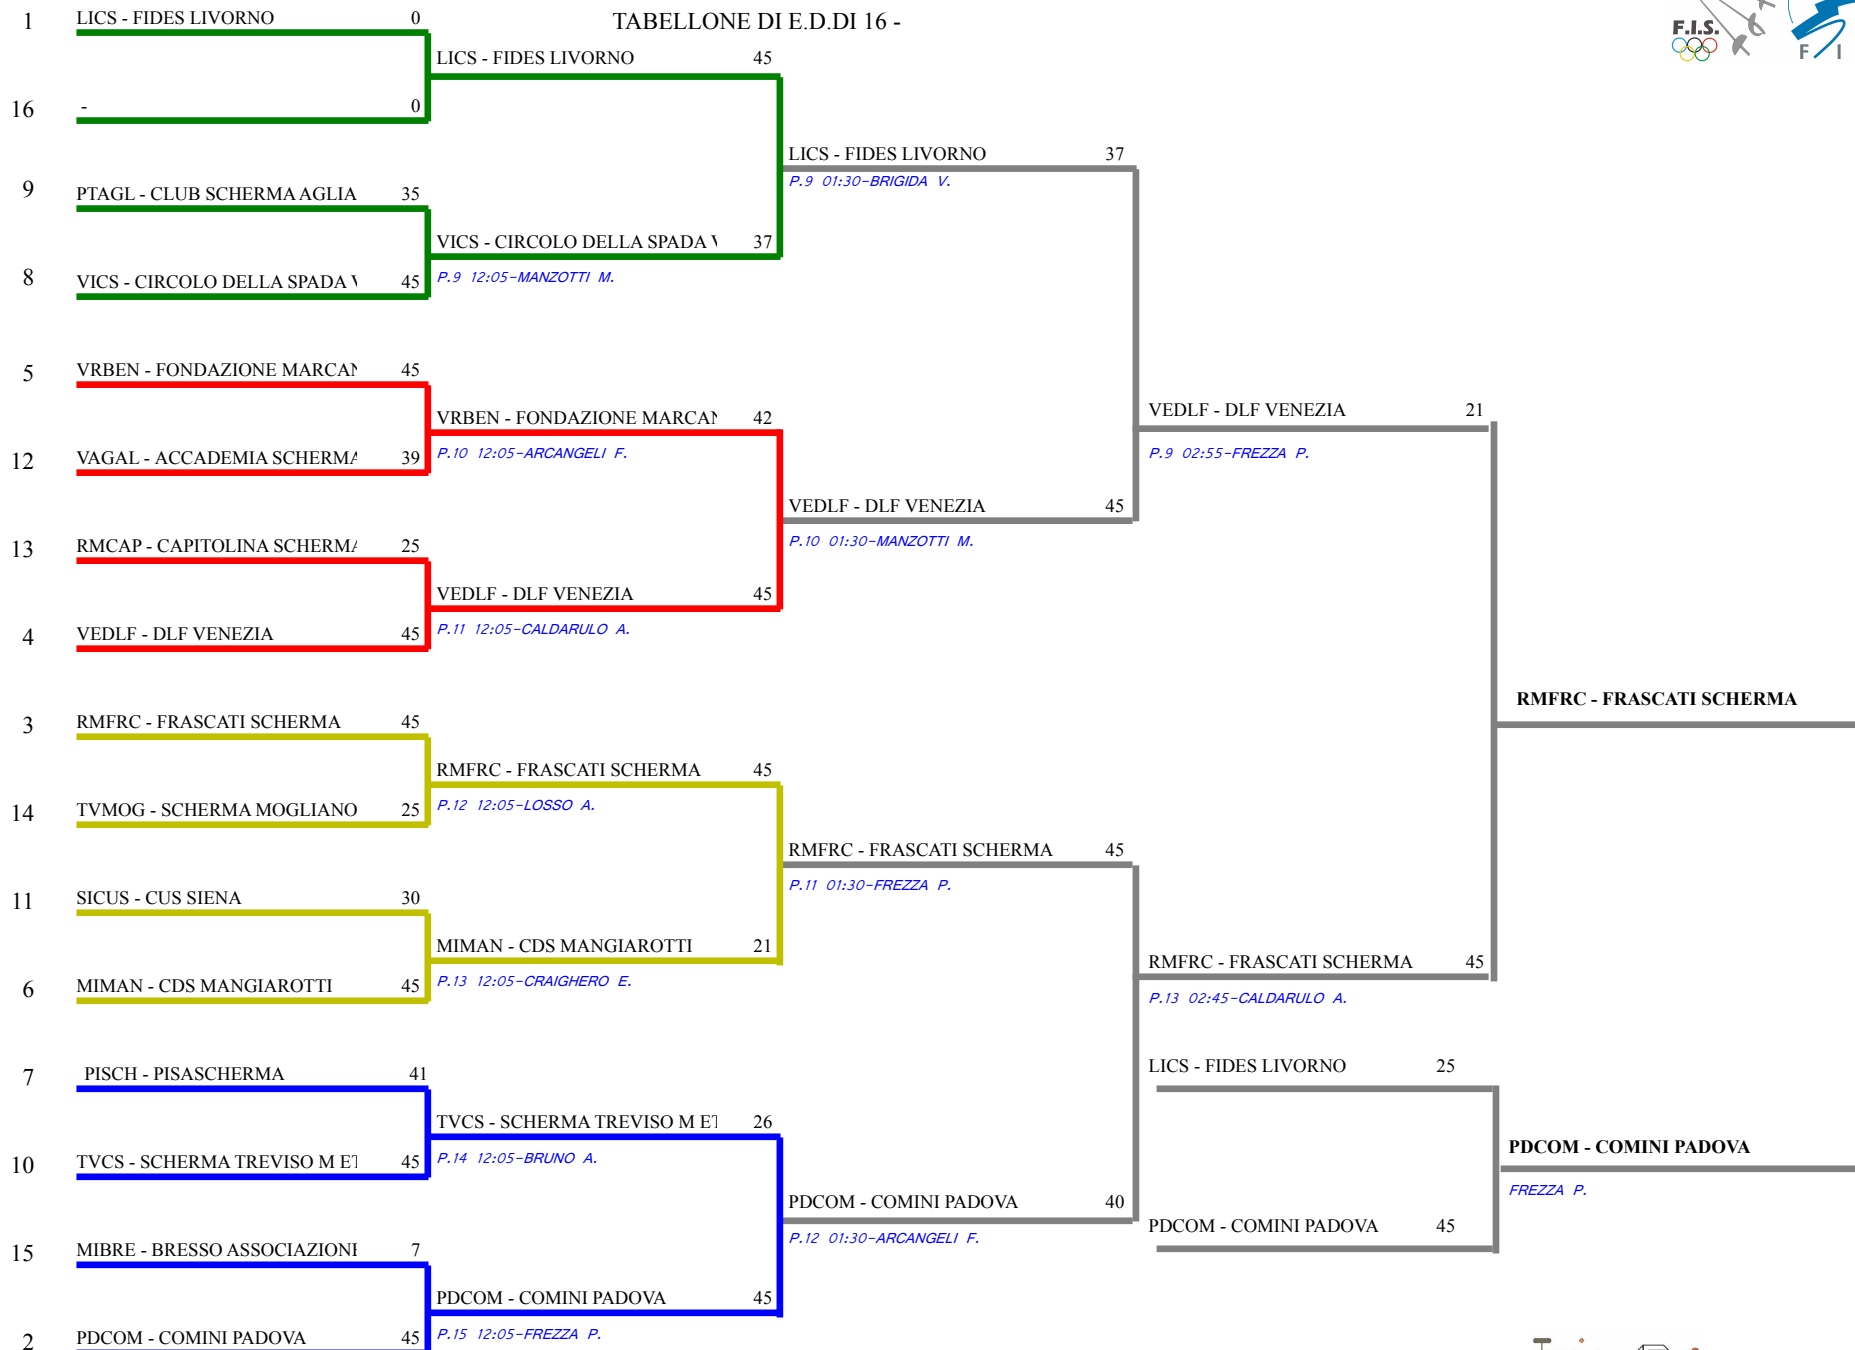 TABELLONE DI E.D.DI 16 -
F.I.S.
F I
1 LICS - FIDES LIVORNO 0
LICS - FIDES LIVORNO 45
16 - 0
LICS - FIDES LIVORNO 37
P.9 01:30-BRIGIDA V.
9 PTAGL - CLUB SCHERMA AGLIA 35
VICS - CIRCOLO DELLA SPADA 37
P.9 12:05-MANZOTTI M.
8 VICS - CIRCOLO DELLA SPADA 45
5 VRBEN - FONDAZIONE MARCAN 45
VRBEN - FONDAZIONE MARCAN 42
P.10 12:05-ARCANGELI F.
VEDLF - DLF VENEZIA 21
P.9 02:55-FREZZA P.
12 VAGAL - ACCADEMIA SCHERMA 39
VEDLF - DLF VENEZIA 45
P.10 01:30-MANZOTTI M.
13 RMCAP - CAPITOLINA SCHERMA 25
VEDLF - DLF VENEZIA 45
P.11 12:05-CALDARULO A.
4 VEDLF - DLF VENEZIA 45
RMFRC - FRASCATI SCHERMA
3 RMFRC - FRASCATI SCHERMA 45
RMFRC - FRASCATI SCHERMA 45
P.12 12:05-LOSSO A.
14 TVMOG - SCHERMA MOGLIANO 25
RMFRC - FRASCATI SCHERMA 45
P.11 01:30-FREZZA P.
11 SICUS - CUS SIENA 30
MIMAN - CDS MANGIAROTTI 21
P.13 12:05-CRAIGHERO E.
RMFRC - FRASCATI SCHERMA 45
P.13 02:45-CALDARULO A.
6 MIMAN - CDS MANGIAROTTI 45
7 PISCH - PISASCHERMA 41
LICS - FIDES LIVORNO 25
TVCS - SCHERMA TREVISO M ET 26
P.14 12:05-BRUNO A.
PDCOM - COMINI PADOVA
FREZZA P.
10 TVCS - SCHERMA TREVISO M ET 45
PDCOM - COMINI PADOVA 40
P.12 01:30-ARCANGELI F.
PDCOM - COMINI PADOVA 45
15 MIBRE - BRESSO ASSOCIAZIONE 7
PDCOM - COMINI PADOVA 45
P.15 12:05-FREZZA P.
2 PDCOM - COMINI PADOVA 45